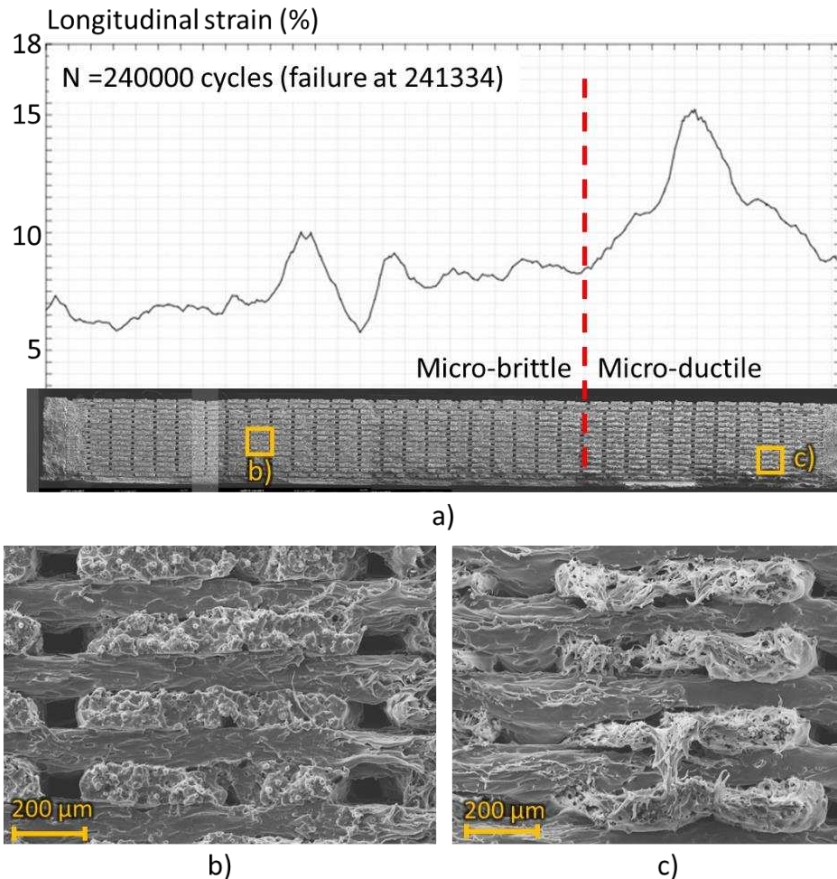 Longitudinal strain (%)
18
N =240000 cycles (failure at 241334)
15
10
5
Micro-brittle Micro-ductile
b)
c)
a)
200 µm
200 µm
b)
c)